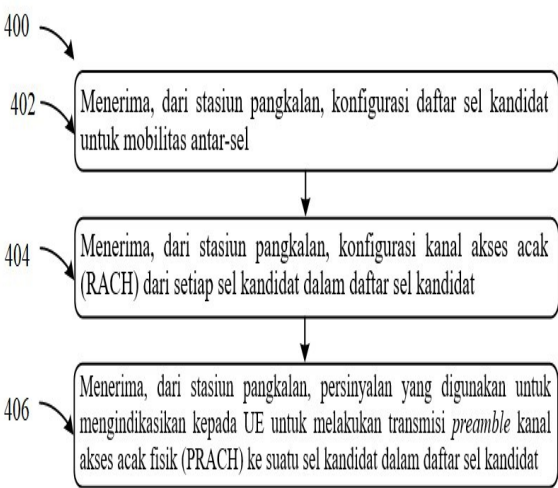 400
402
Menerima, dari stasiun pangkalan, konfigurasi daftar sel kandidat
untuk mobilitas antar-sel
404
Menerima, dari stasiun pangkalan, konfigurasi kanal akses acak
(RACH) dari setiap sel kandidat dalam daftar sel kandidat
406
Menerima, dari stasiun pangkalan, persinyalan yang digunakan untuk
mengindikasikan kepada UE untuk melakukan transmisi preamble kanal
akses acak fisik (PRACH) ke suatu sel kandidat dalam daftar sel kandidat